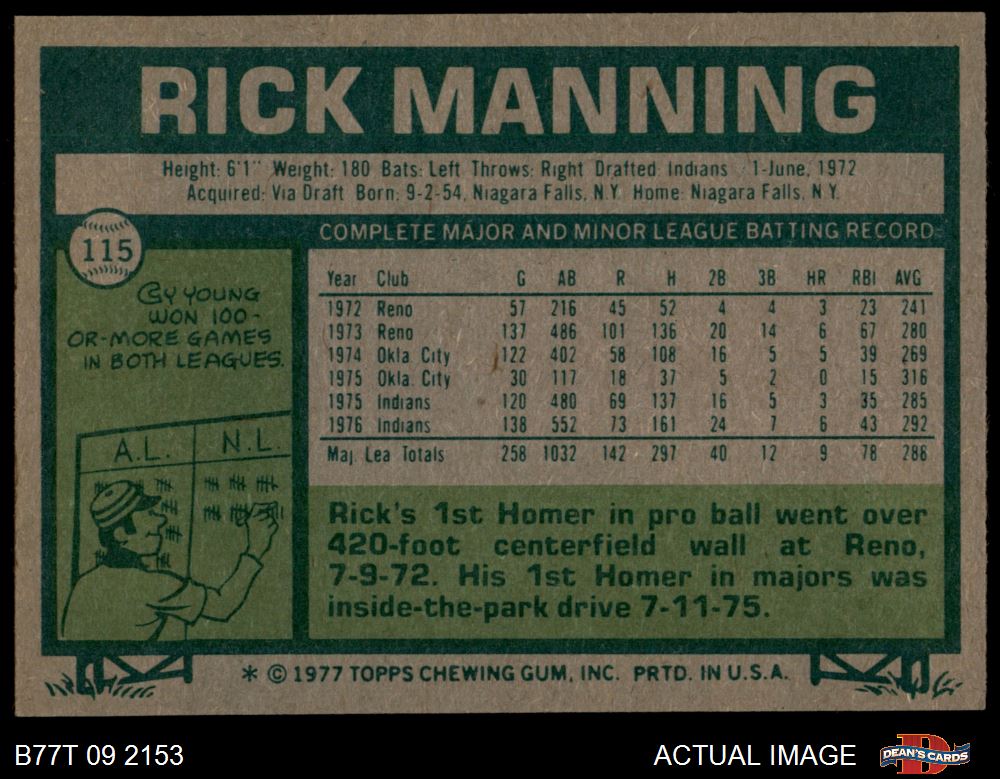 RICK MANNING
Height: 6'1" Weight: 180 Bats: Left Throws: Right Drafted Indians 1-June, 1972
Acquired: Via Draft Born: 9-2-54, Niagara Falls, N.Y. Home: Niagara Falls, N.Y.
115
CY YOUNG
WON 100-
OR-MORE GAMES
IN BOTH LEAGUES.
A.L. N.L.
COMPLETE MAJOR AND MINOR LEAGUE BATTING RECORD
Year Club G AB R H 2B 3B HR RBI AVG
1972 Reno 57 216 45 52 4 4 3 23 241
1973 Reno 137 486 101 136 20 14 6 67 280
1974 Okla. City 122 402 58 108 16 5 5 39 269
1975 Okla. City 30 117 18 37 5 2 0 15 316
1975 Indians 120 480 69 137 16 5 3 35 285
1976 Indians 138 552 73 161 24 7 6 43 292
Maj. Lea Totals 258 1032 142 297 40 12 9 78 288
Rick's 1st Homer in pro ball went over
420-foot centerfield wall at Reno,
7-9-72. His 1st Homer in majors was
inside-the-park drive 7-11-75.
* © 1977 TOPPS CHEWING GUM, INC. PRTD. IN U.S.A.
B77T 09 2153 ACTUAL IMAGE DEAN'S CARDS